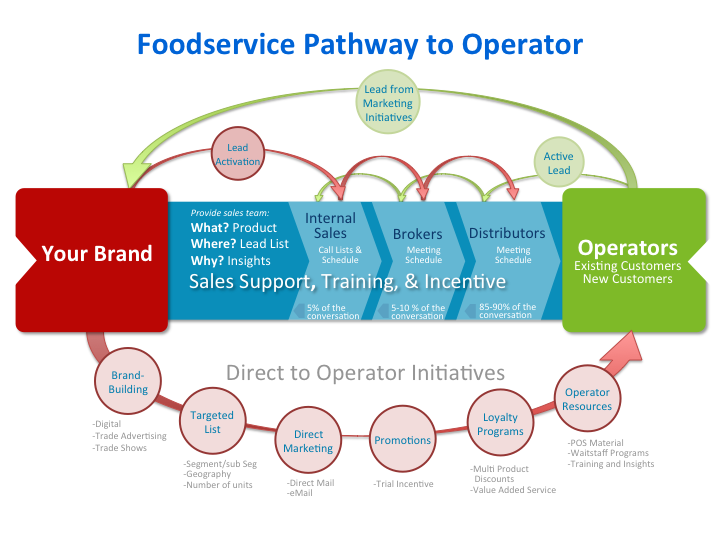 Foodservice Pathway to Operator
Lead from
Marketing
Initiatives
Lead
Activation
Active
Lead
Your Brand
Provide sales team:
What? Product
Where? Lead List
Why? Insights
Internal
Sales
Call Lists &
Schedule
Brokers
Meeting
Schedule
Distributors
Meeting
Schedule
Sales Support, Training, & Incentive
5% of the
conversation
5-10 % of the
conversation
85-90% of the
conversation
Operators
Existing Customers
New Customers
Direct to Operator Initiatives
Brand-
Building
-Digital
-Trade Advertising
-Trade Shows
Targeted
List
-Segment/sub Seg
-Geography
-Number of units
Direct
Marketing
-Direct Mail
-eMail
Promotions
-Trial Incentive
Loyalty
Programs
-Multi Product
Discounts
-Value Added Service
Operator
Resources
-POS Material
-Waitstaff Programs
-Training and Insights